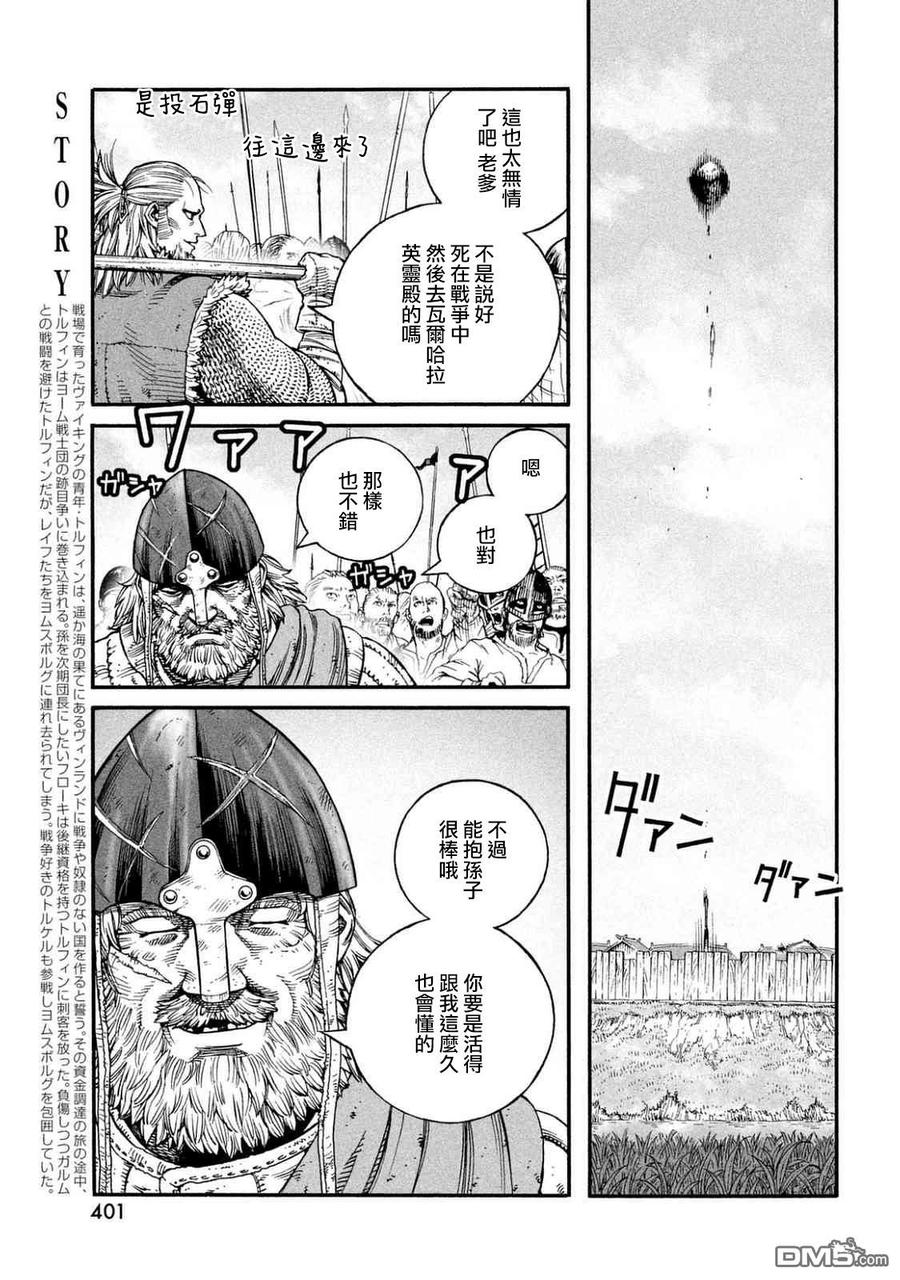 ダァン
ダァン
這也太無情
了吧 老爹
不是說好
死在戰爭中
然後去瓦爾哈拉
英靈殿的嗎
是投石彈
往這邊來了
嗯
也對
那樣
也不錯
ワアアア
ガシャ
ガシャ
不過
能抱孫子
很棒哦
你要是活得
跟我這麼久
也會懂的
STORY
戦場で育ったヴァイキングの青年・トルフィンは、遥か海の果てにあるヴィンランドに戦争や奴隷のない国を作ると誓う。その資金調達の旅の途中、
トルフィンはヨーム戦士団の跡目争いに巻き込まれる。孫を次期団長にしたいフローキは後継資格を持つトルフィンに刺客を放った。負傷しつつガルム
との戦闘を避けたトルフィンだが、レイフたちをヨムスボルグに連れ去られてしまう。戦争好きのトルケルも参戦しヨムスボルグを包囲していた。
401
DM5.com